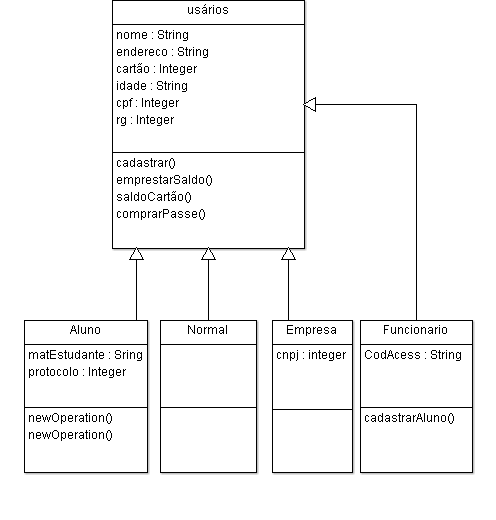 usários
nome : String
endereco : String
cartão : Integer
idade : String
cpf : Integer
rg : Integer
cadastrar()
emprestarSaldo()
saldoCartão()
comprarPasse()
Aluno
matEstudante : Sring
protocolo : Integer
newOperation()
newOperation()
Normal
Empresa
cnpj : integer
Funcionario
CodAcess : String
cadastrarAluno()